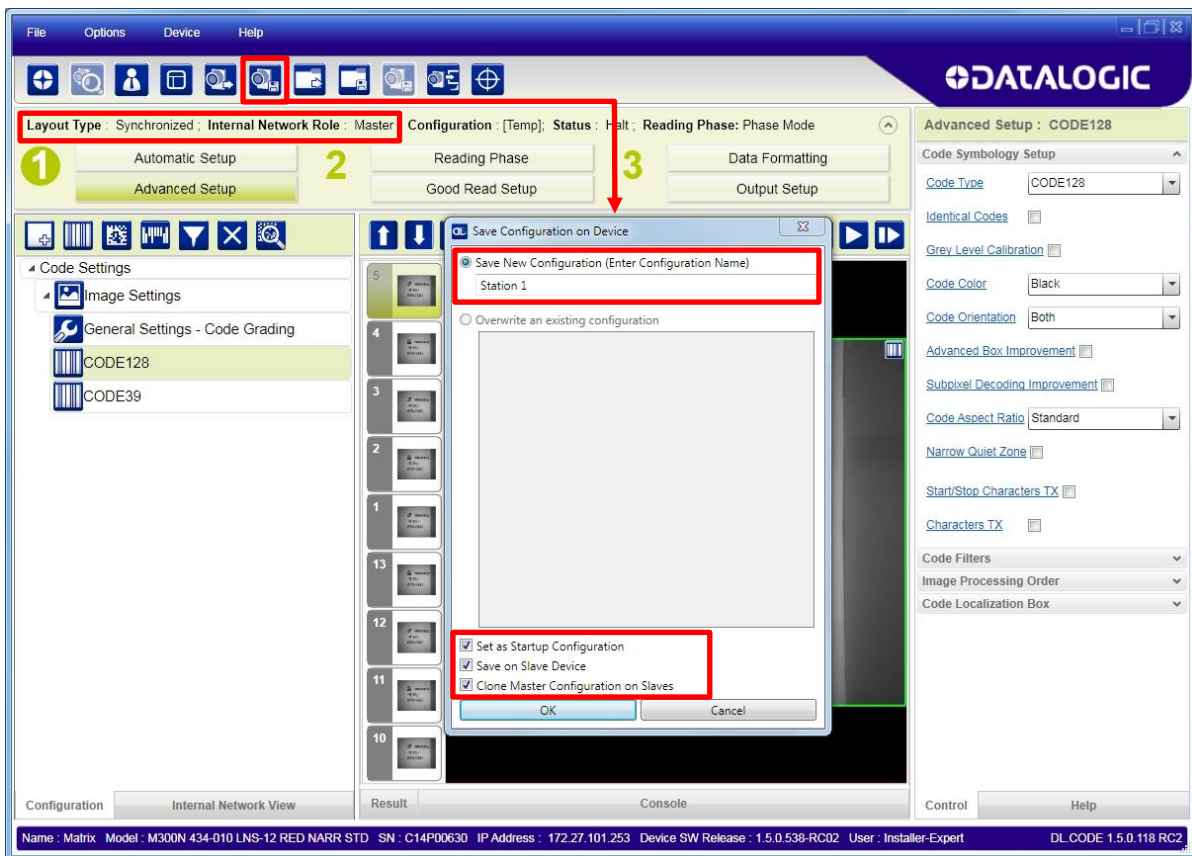 File Options Device Help
DATALOGIC
Layout Type : Synchronized ; Internal Network Role : Master Configuration : [Temp]; Status : Halt ; Reading Phase: Phase Mode
1
Automatic Setup
Advanced Setup
2
Reading Phase
Good Read Setup
3
Data Formatting
Output Setup
Code Settings
Image Settings
General Settings - Code Grading
CODE128
CODE39
Configuration Internal Network View
5
4
3
2
1
13
12
11
10
Result Console
Save Configuration on Device
Save New Configuration (Enter Configuration Name)
Station 1
Overwrite an existing configuration
Set as Startup Configuration
Save on Slave Device
Clone Master Configuration on Slaves
OK Cancel
Advanced Setup : CODE128
Code Symbology Setup
Code Type CODE128
Identical Codes
Grey Level Calibration
Code Color Black
Code Orientation Both
Advanced Box Improvement
Subpixel Decoding Improvement
Code Aspect Ratio Standard
Narrow Quiet Zone
Start/Stop Characters TX
Characters TX
Code Filters
Image Processing Order
Code Localization Box
Control Help
Name : Matrix Model : M300N 434-010 LNS-12 RED NARR STD SN : C14P00630 IP Address : 172.27.101.253 Device SW Release : 1.5.0.538-RC02 User : Installer-Expert DL.CODE 1.5.0.118 RC2